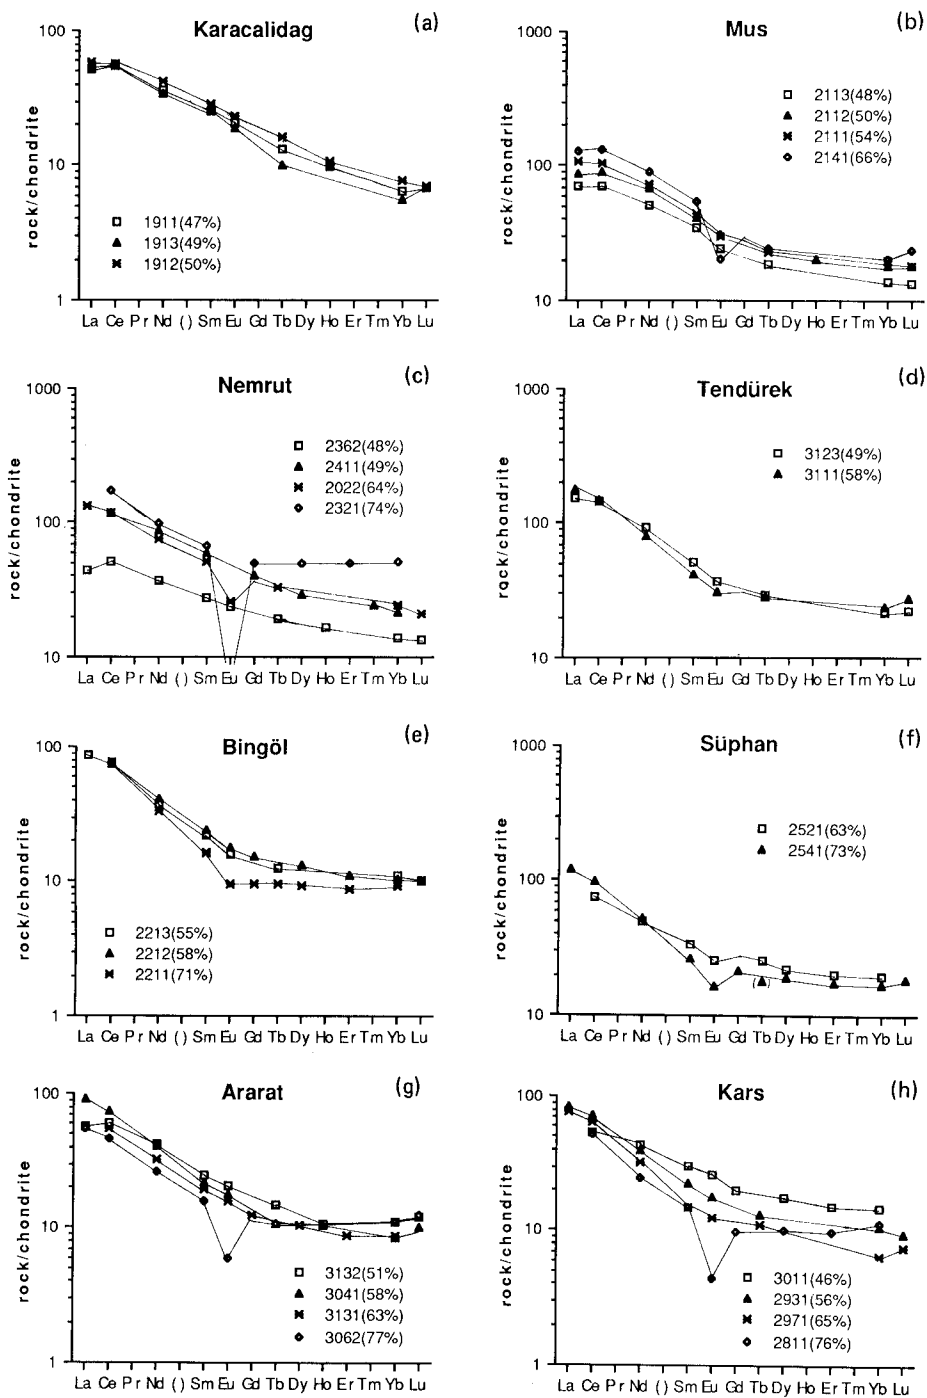 Karacalidag
(a)
100
10
1
rock/chondrite
1911(47%)
1913(49%)
1912(50%)
La Ce Pr Nd () Sm Eu Gd Tb Dy Ho Er Tm Yb Lu
Mus
(b)
1000
100
10
rock/chondrite
2113(48%)
2112(50%)
2111(54%)
2141(66%)
La Ce Pr Nd () Sm Eu Gd Tb Dy Ho Er Tm Yb Lu
Nemrut
(c)
1000
100
10
rock/chondrite
2362(48%)
2411(49%)
2022(64%)
2321(74%)
La Ce Pr Nd () Sm Eu Gd Tb Dy Ho Er Tm Yb Lu
Tendürek
(d)
1000
100
10
rock/chondrite
3123(49%)
3111(58%)
La Ce Pr Nd () Sm Eu Gd Tb Dy Ho Er Tm Yb Lu
Bingöl
(e)
100
10
1
rock/chondrite
2213(55%)
2212(58%)
2211(71%)
La Ce Pr Nd () Sm Eu Gd Tb Dy Ho Er Tm Yb Lu
Süphan
(f)
1000
100
10
rock/chondrite
2521(63%)
2541(73%)
La Ce Pr Nd () Sm Eu Gd Tb Dy Ho Er Tm Yb Lu
Ararat
(g)
100
10
1
rock/chondrite
3132(51%)
3041(58%)
3131(63%)
3062(77%)
La Ce Pr Nd () Sm Eu Gd Tb Dy Ho Er Tm Yb Lu
Kars
(h)
100
10
1
rock/chondrite
3011(46%)
2931(56%)
2971(65%)
2811(76%)
La Ce Pr Nd () Sm Eu Gd Tb Dy Ho Er Tm Yb Lu